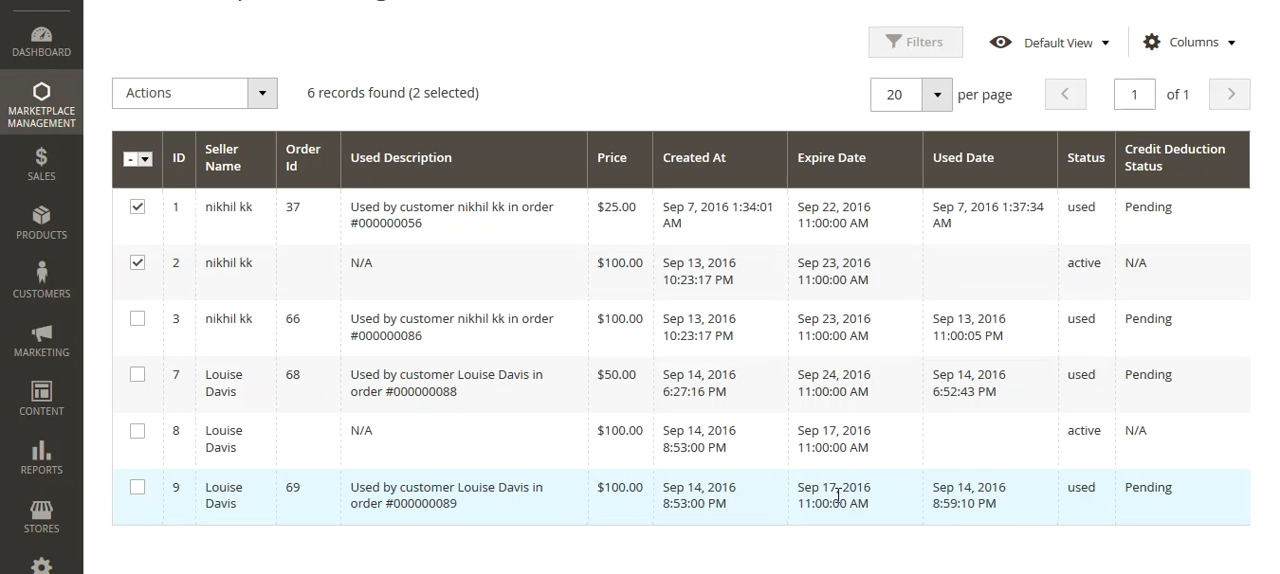 DASHBOARD
MARKETPLACE
MANAGEMENT
SALES
PRODUCTS
CUSTOMERS
MARKETING
CONTENT
REPORTS
STORES
Filters
Default View
Columns
Actions
6 records found (2 selected)
20
per page
1
of 1
- ID Seller Name Order Id Used Description Price Created At Expire Date Used Date Status Credit Deduction Status
1 nikhil kk 37 Used by customer nikhil kk in order $25.00 Sep 7, 2016 1:34:01 Sep 22, 2016 Sep 7, 2016 1:37:34 used Pending
#000000056 AM 11:00:00 AM AM
2 nikhil kk N/A $100.00 Sep 13, 2016 Sep 23, 2016 active N/A
10:23:17 PM 11:00:00 AM
3 nikhil kk 66 Used by customer nikhil kk in order $100.00 Sep 13, 2016 Sep 23, 2016 Sep 13, 2016 used Pending
#000000086 10:23:17 PM 11:00:00 AM 11:00:05 PM
7 Louise 68 Used by customer Louise Davis in $50.00 Sep 14, 2016 Sep 24, 2016 Sep 14, 2016 used Pending
Davis order #000000088 6:27:16 PM 11:00:00 AM 6:52:43 PM
8 Louise N/A $100.00 Sep 14, 2016 Sep 17, 2016 active N/A
Davis 8:53:00 PM 11:00:00 AM
9 Louise 69 Used by customer Louise Davis in $100.00 Sep 14, 2016 Sep 17, 2016 Sep 14, 2016 used Pending
Davis order #000000089 8:53:00 PM 11:00:00 AM 8:59:10 PM